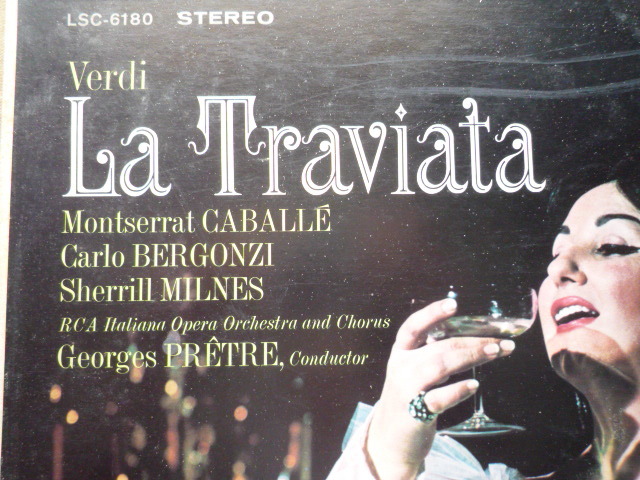 LSC-6180 STEREO
Verdi
La Traviata
Montserrat CABALLÉ
Carlo BERGONZI
Sherrill MILNES
RCA Italiana Opera Orchestra and Chorus
Georges PRÊTRE, Conductor